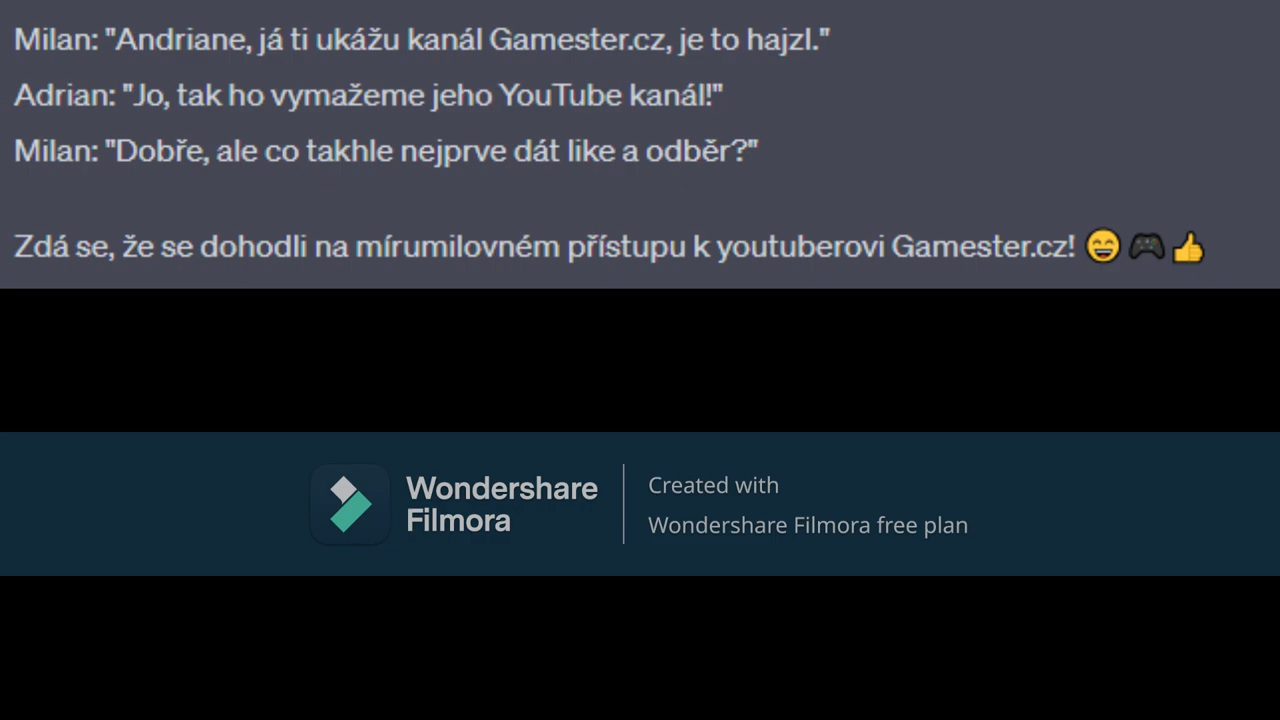 Milan: "Andriane, já ti ukážu kanál Gamester.cz, je to hajzl."
Adrian: "Jo, tak ho vymažeme jeho YouTube kanál!"
Milan: "Dobře, ale co takhle nejprve dát like a odběr?"
Zdá se, že se dohodli na mírumilovném přístupu k youtuberovi Gamester.cz! 😄🎮👍
Wondershare
Filmora
Created with
Wondershare Filmora free plan